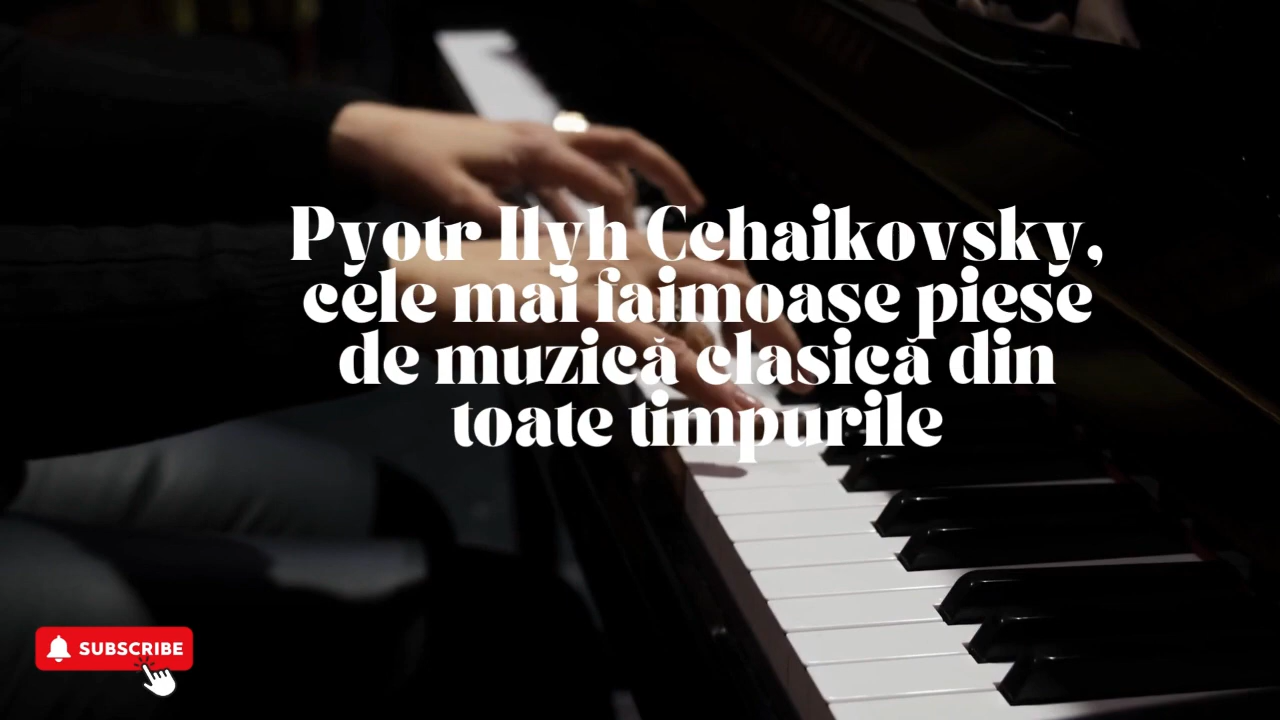 Pyotr Ilyh Cchaikovsky,
cele mai faimoase piese
de muzică clasică din
toate timpurile
SUBSCRIBE